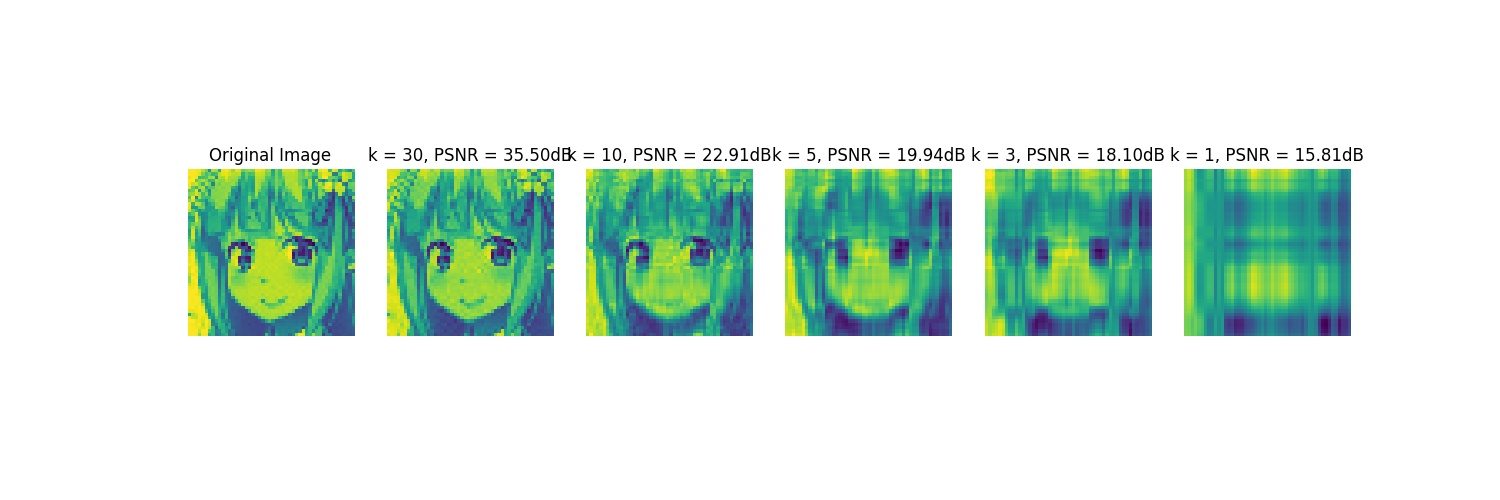 Original Image
k = 30, PSNR = 35.50dB
k = 10, PSNR = 22.91dB
k = 5, PSNR = 19.94dB
k = 3, PSNR = 18.10dB
k = 1, PSNR = 15.81dB